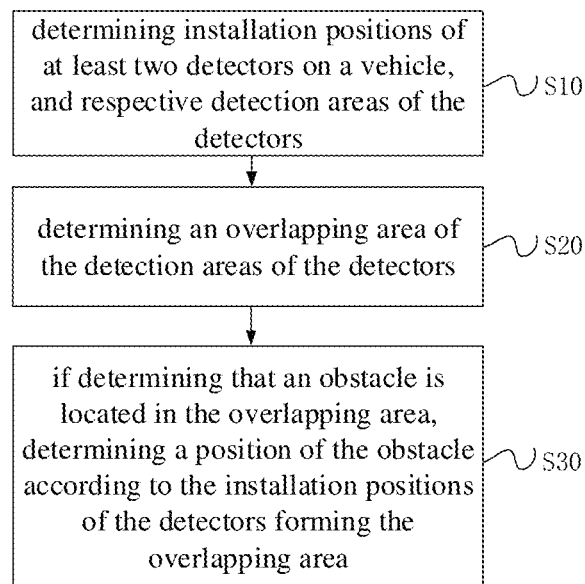 determining installation positions of
at least two detectors on a vehicle,
and respective detection areas of the
detectors
S10
determining an overlapping area of
the detection areas of the detectors
S20
if determining that an obstacle is
located in the overlapping area,
determining a position of the obstacle
according to the installation positions
of the detectors forming the
overlapping area
S30